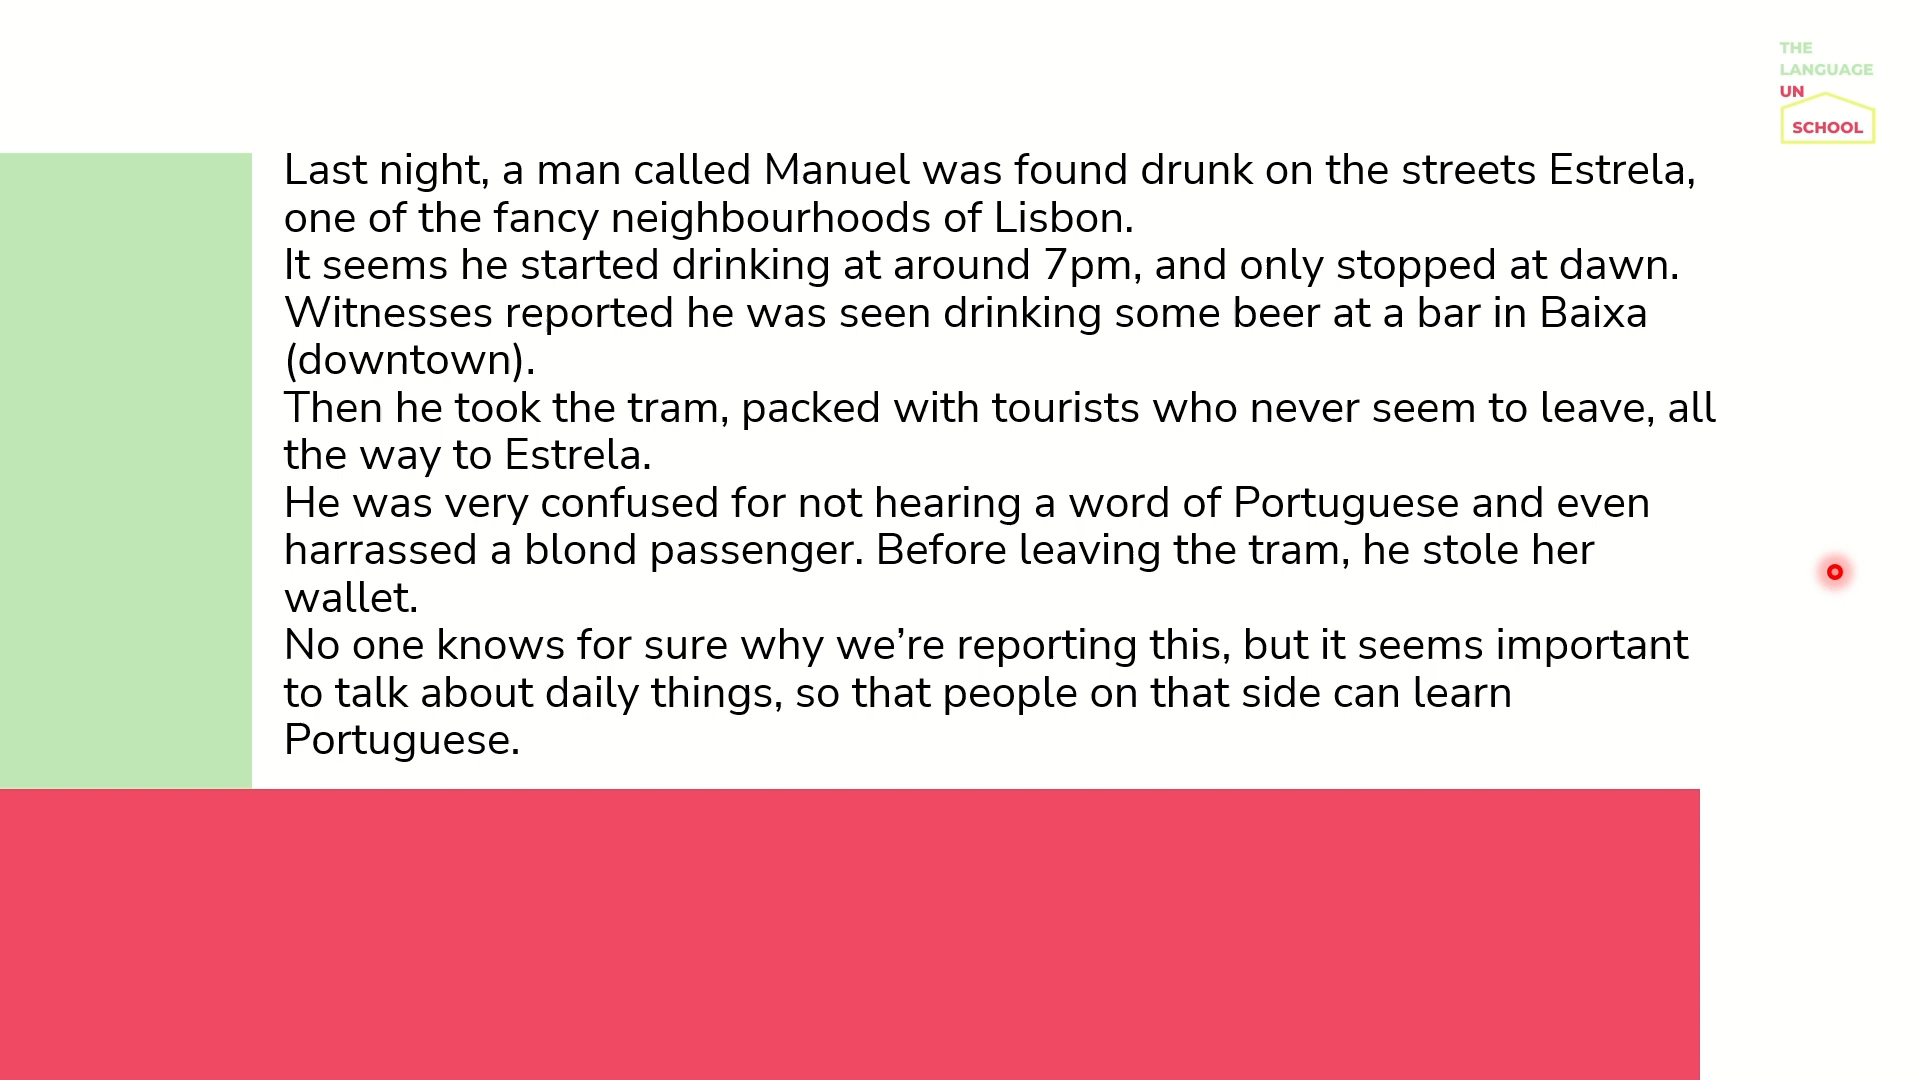 THE
LANGUAGE
UN
SCHOOL
Last night, a man called Manuel was found drunk on the streets Estrela,
one of the fancy neighbourhoods of Lisbon.
It seems he started drinking at around 7pm, and only stopped at dawn.
Witnesses reported he was seen drinking some beer at a bar in Baixa
(downtown).
Then he took the tram, packed with tourists who never seem to leave, all
the way to Estrela.
He was very confused for not hearing a word of Portuguese and even
harrassed a blond passenger. Before leaving the tram, he stole her
wallet.
No one knows for sure why we’re reporting this, but it seems important
to talk about daily things, so that people on that side can learn
Portuguese.